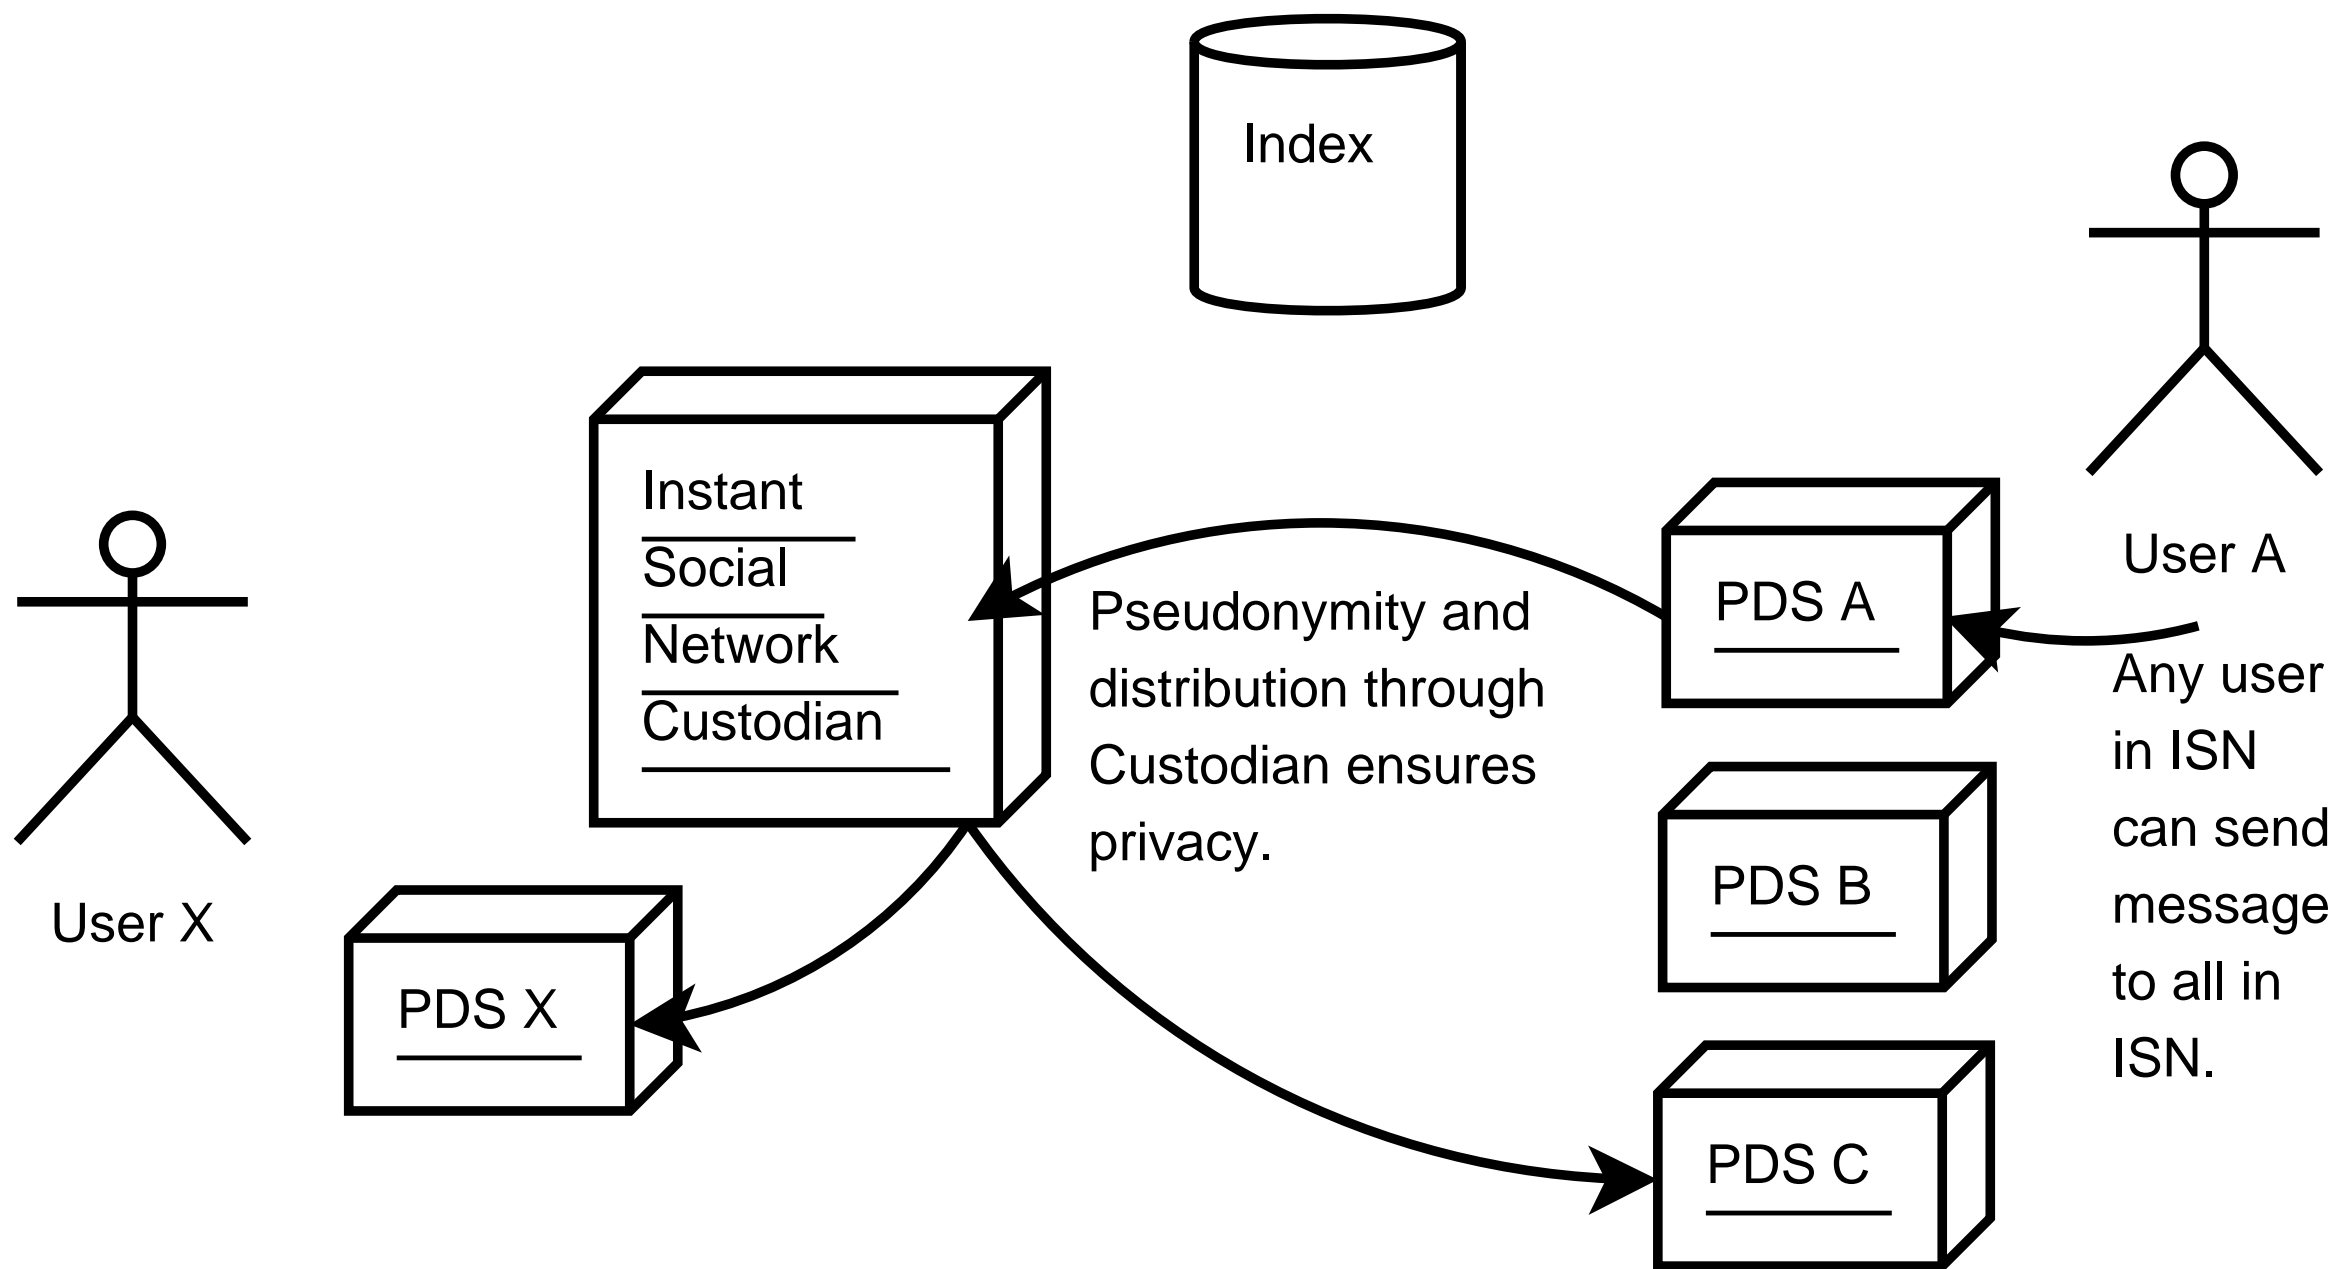 Index
Instant
Social
Network
Custodian
Pseudonymity and
distribution through
Custodian ensures
privacy.
PDS A
User A
Any user
in ISN
can send
message
to all in
ISN.
PDS B
User X
PDS X
PDS C